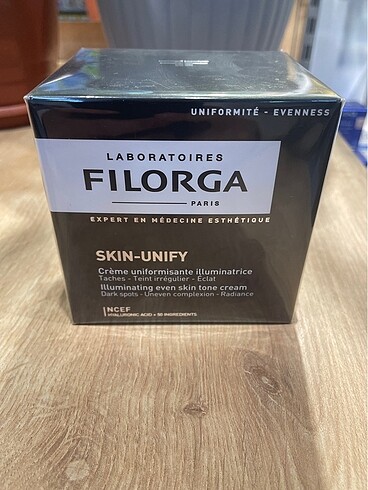 UNIFORMITÉ - EVENNESS
LABORATOIRES
FILORGA
PARIS
EXPERT EN MÉDECINE ESTHÉTIQUE
SKIN-UNIFY
Crème uniformisante illuminatrice
Taches - Teint irrégulier - Éclat
Illuminating even skin tone cream
Dark spots - Uneven complexion - Radiance
NCEF
HYALURONIC ACID + 50 INGREDIENTS